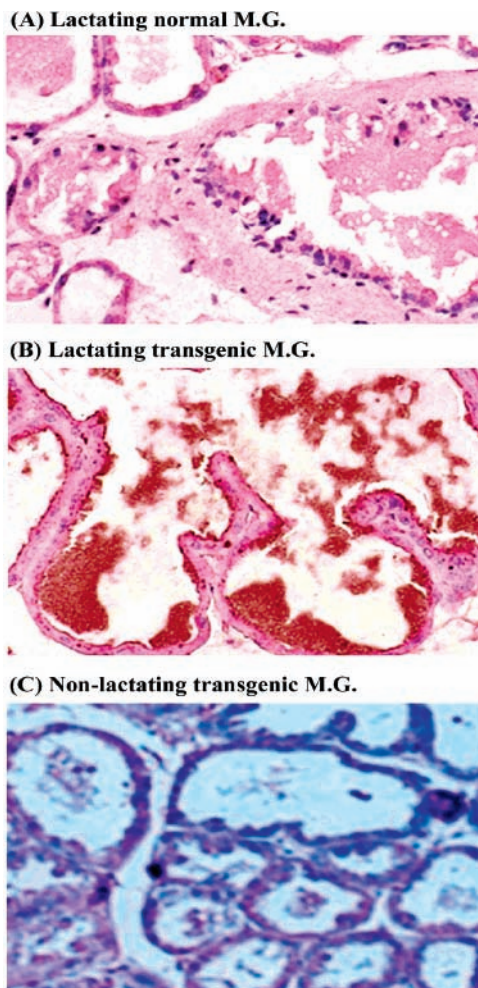 (A) Lactating normal M.G.
(B) Lactating transgenic M.G.
(C) Non-lactating transgenic M.G.